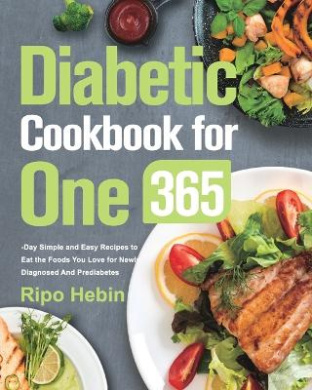 Diabetic
Cookbook for
One 365
-Day Simple and Easy Recipes to
Eat the Foods You Love for Newl
Diagnosed And Prediabetes
Ripo Hebin